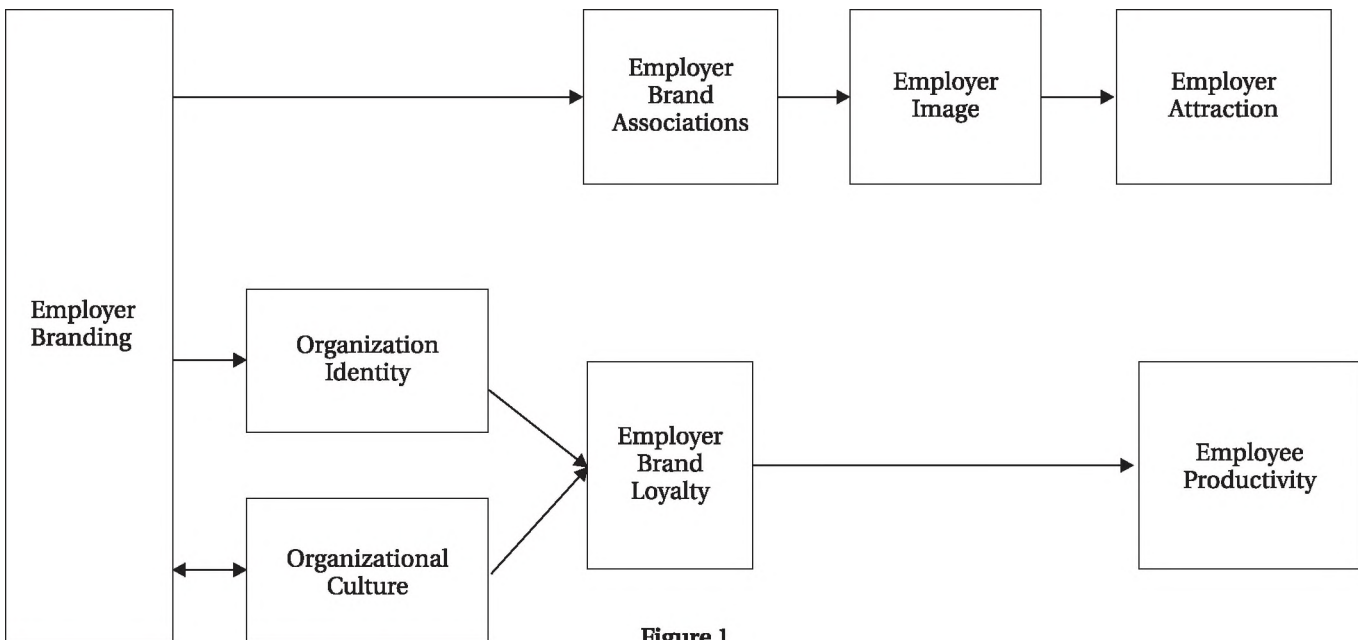 Employer
Brand
Associations
Employer
Image
Employer
Attraction
Employer
Branding
Organization
Identity
Employer
Brand
Loyalty
Employee
Productivity
Organizational
Culture
Figure 1